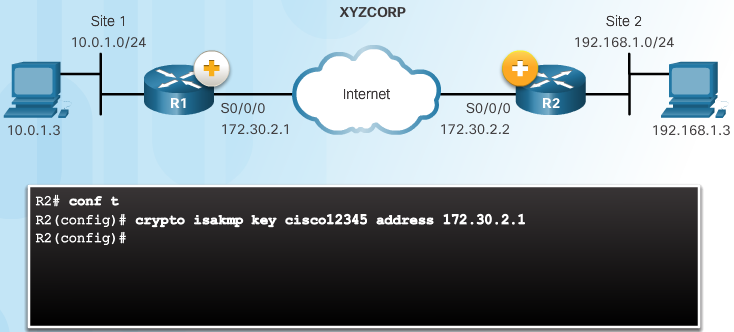 XYZCORP
Site 1
10.0.1.0/24
Site 2
192.168.1.0/24
R1
Internet
R2
S0/0/0
172.30.2.1
S0/0/0
172.30.2.2
10.0.1.3
192.168.1.3
R2# conf t
R2(config)# crypto isakmp key cisco12345 address 172.30.2.1
R2(config)#